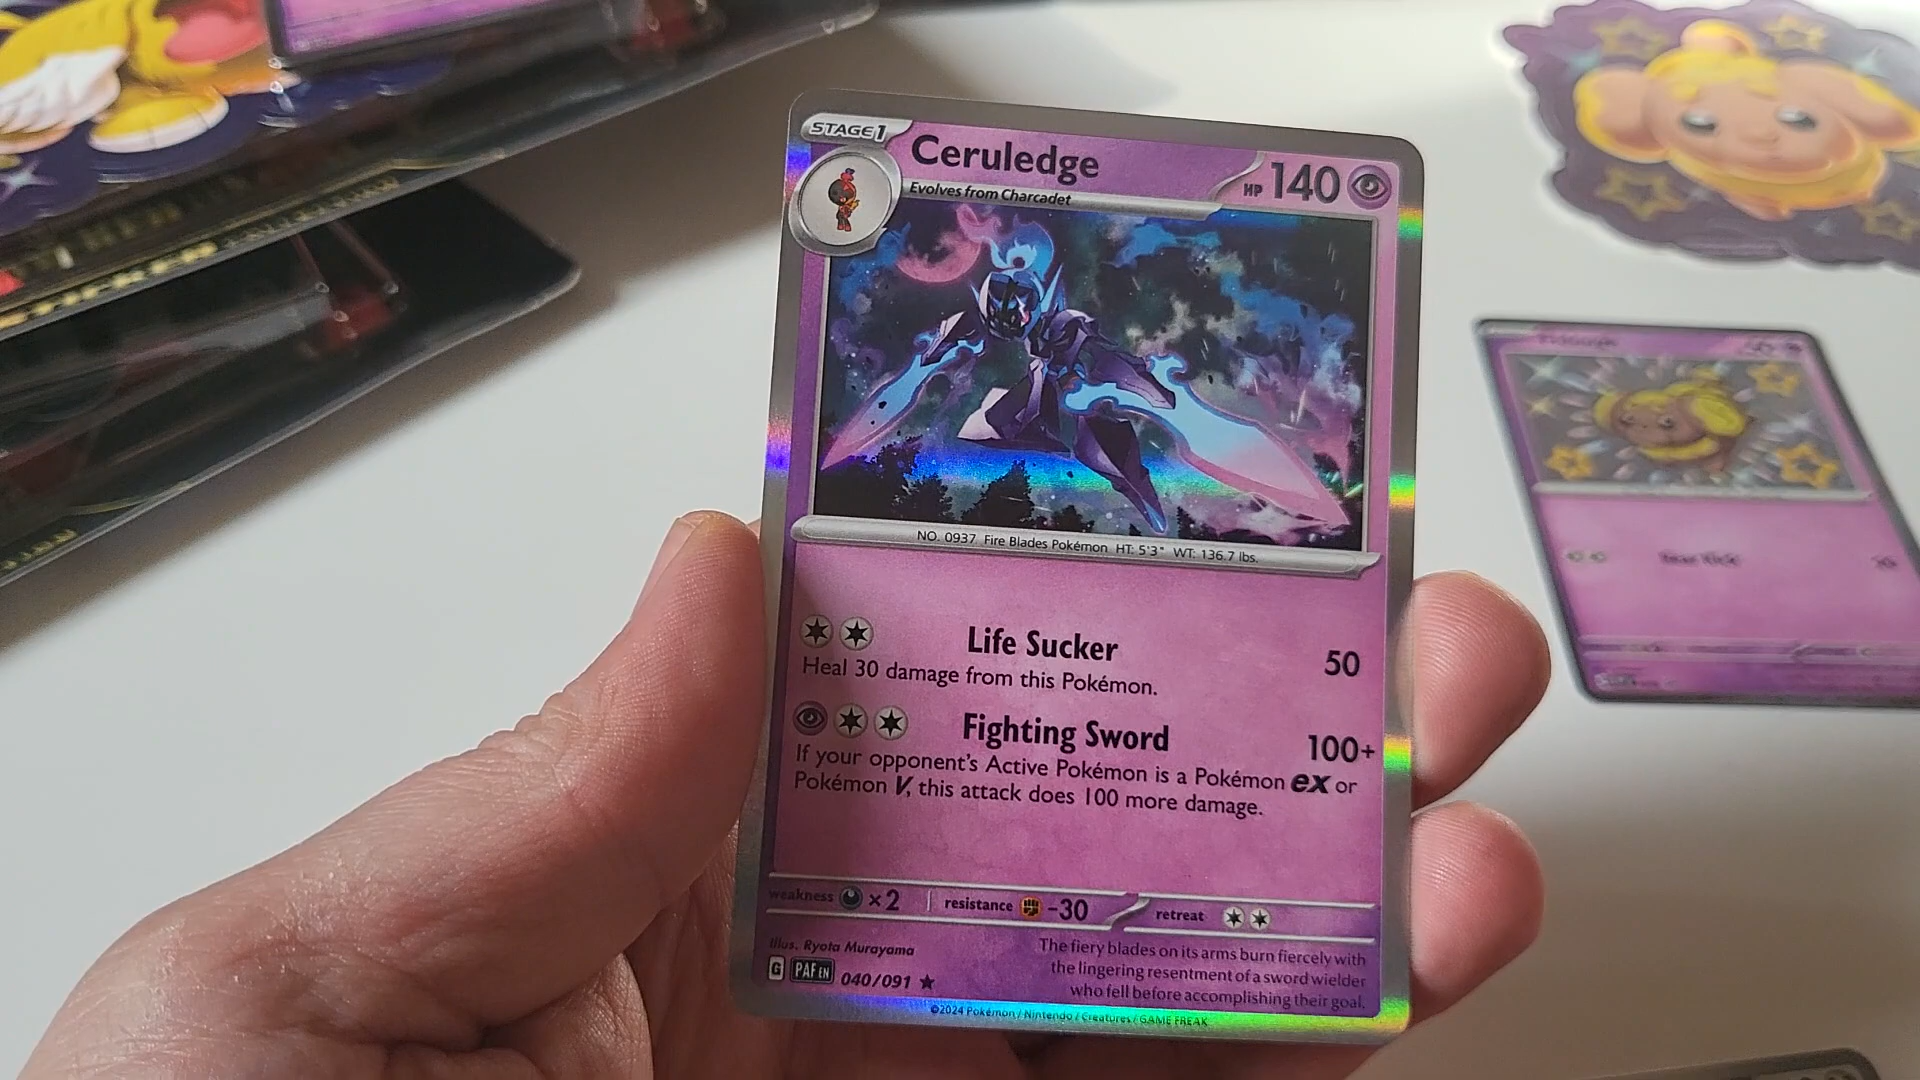 STAGE1
Ceruledge
HP 140
Evolves from Charcadet
NO. 0937 Fire Blades Pokémon HT: 5'3" WT: 136.7 lbs.
Life Sucker 50
Heal 30 damage from this Pokémon.
Fighting Sword 100+
If your opponent's Active Pokémon is a Pokémon ex or
Pokémon V, this attack does 100 more damage.
weakness ×2 resistance -30 retreat
Illus. Ryota Murayama
G PAF EN 040/091 ★
The fiery blades on its arms burn fiercely with
the lingering resentment of a sword wielder
who fell before accomplishing their goal.
©2024 Pokémon / Nintendo / Creatures / GAME FREAK
STICKER